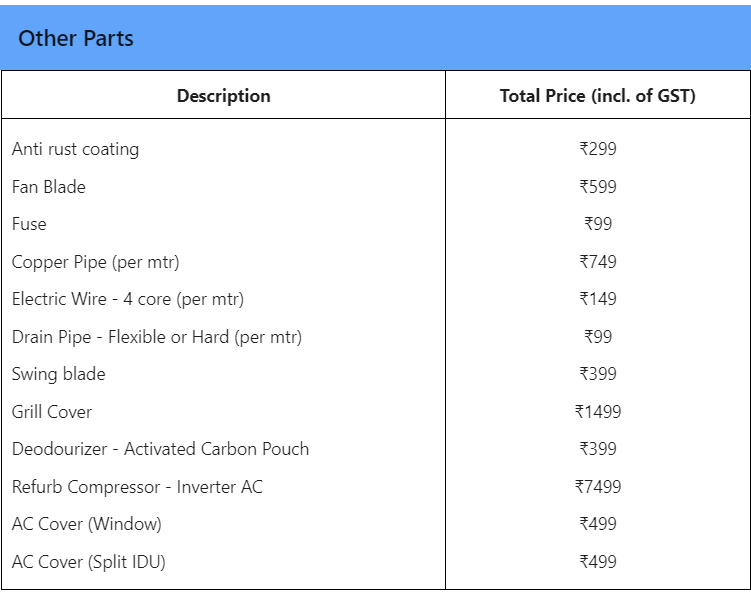 Other Parts
Description Total Price (incl. of GST)
Anti rust coating ₹299
Fan Blade ₹599
Fuse ₹99
Copper Pipe (per mtr) ₹749
Electric Wire - 4 core (per mtr) ₹149
Drain Pipe - Flexible or Hard (per mtr) ₹99
Swing blade ₹399
Grill Cover ₹1499
Deodourizer - Activated Carbon Pouch ₹399
Refurb Compressor - Inverter AC ₹7499
AC Cover (Window) ₹499
AC Cover (Split IDU) ₹499